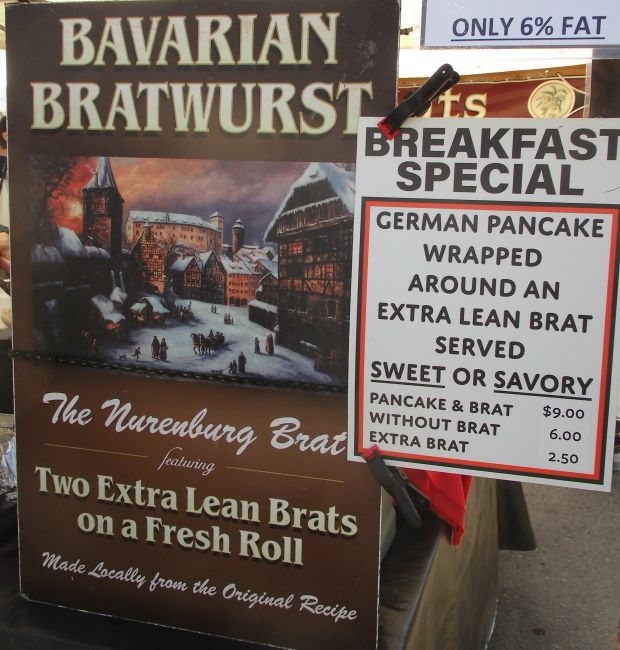 ONLY 6% FAT
BAVARIAN
BRATWURST
The Nurenburg Brat
featuring
Two Extra Lean Brats
on a Fresh Roll
Made Locally from the Original Recipe
BREAKFAST
SPECIAL
GERMAN PANCAKE
WRAPPED
AROUND AN
EXTRA LEAN BRAT
SERVED
SWEET OR SAVORY
PANCAKE & BRAT $9.00
WITHOUT BRAT 6.00
EXTRA BRAT 2.50